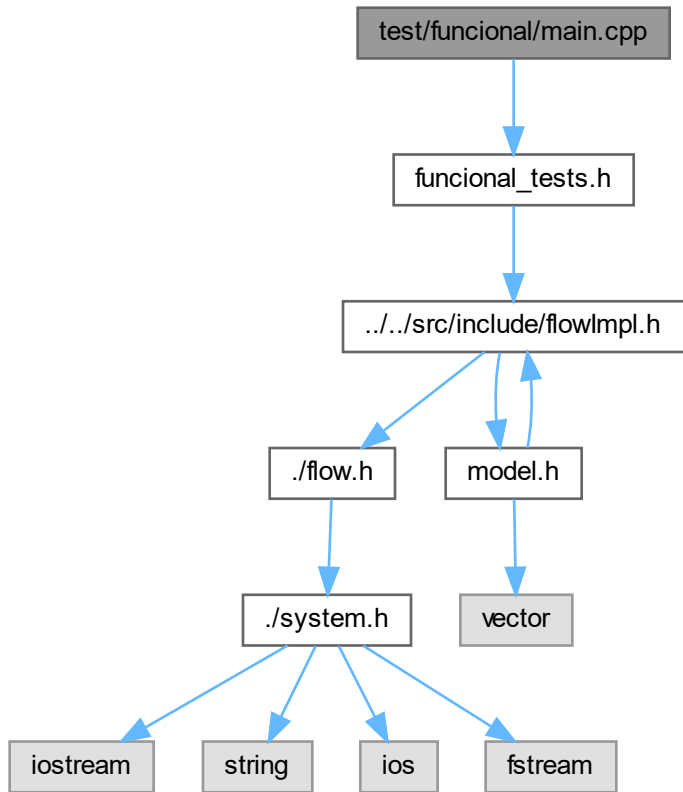 test/funcional/main.cpp
funcional_tests.h
../../src/include/flowImpl.h
./flow.h
model.h
./system.h
vector
iostream
string
ios
fstream